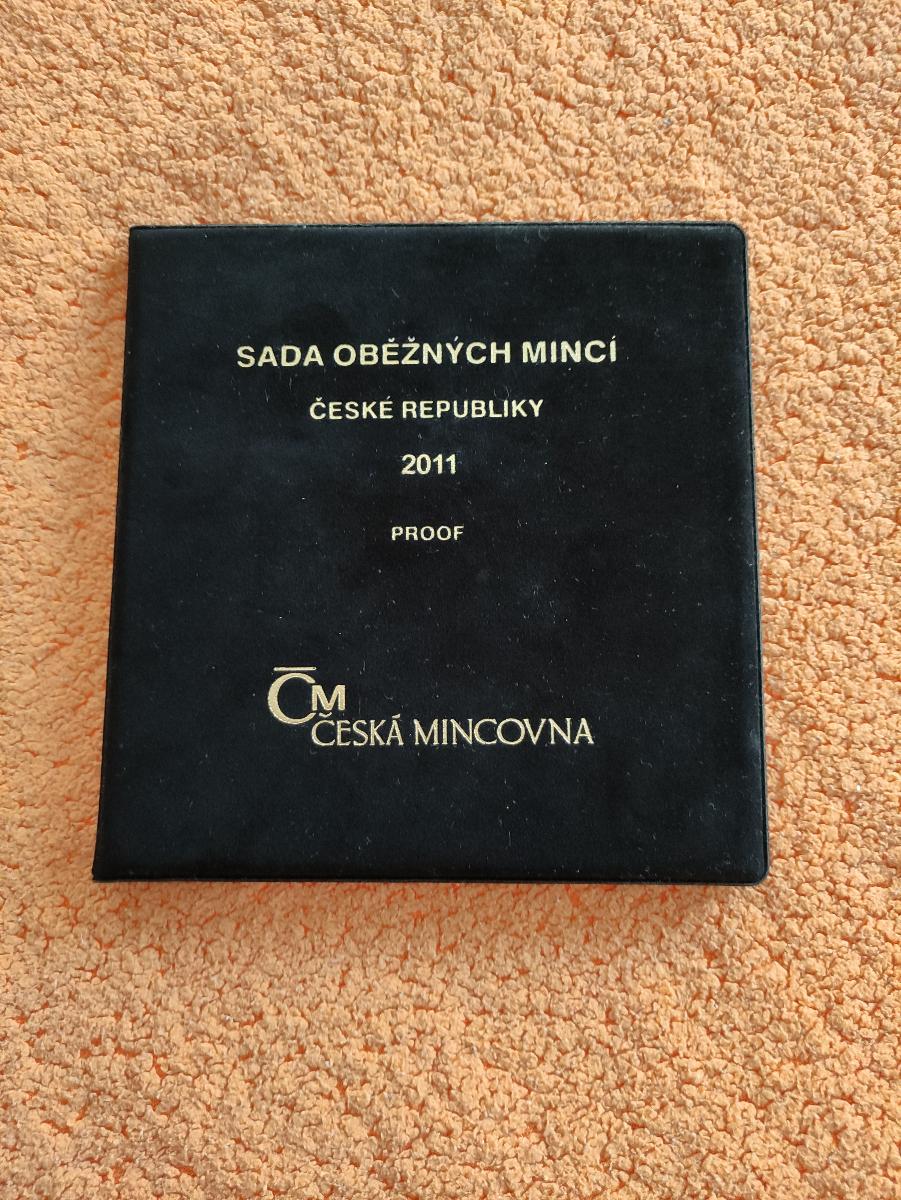 SADA OBĚŽNÝCH MINCÍ
ČESKÉ REPUBLIKY
2011
PROOF
ČM
ČESKÁ MINCOVNA